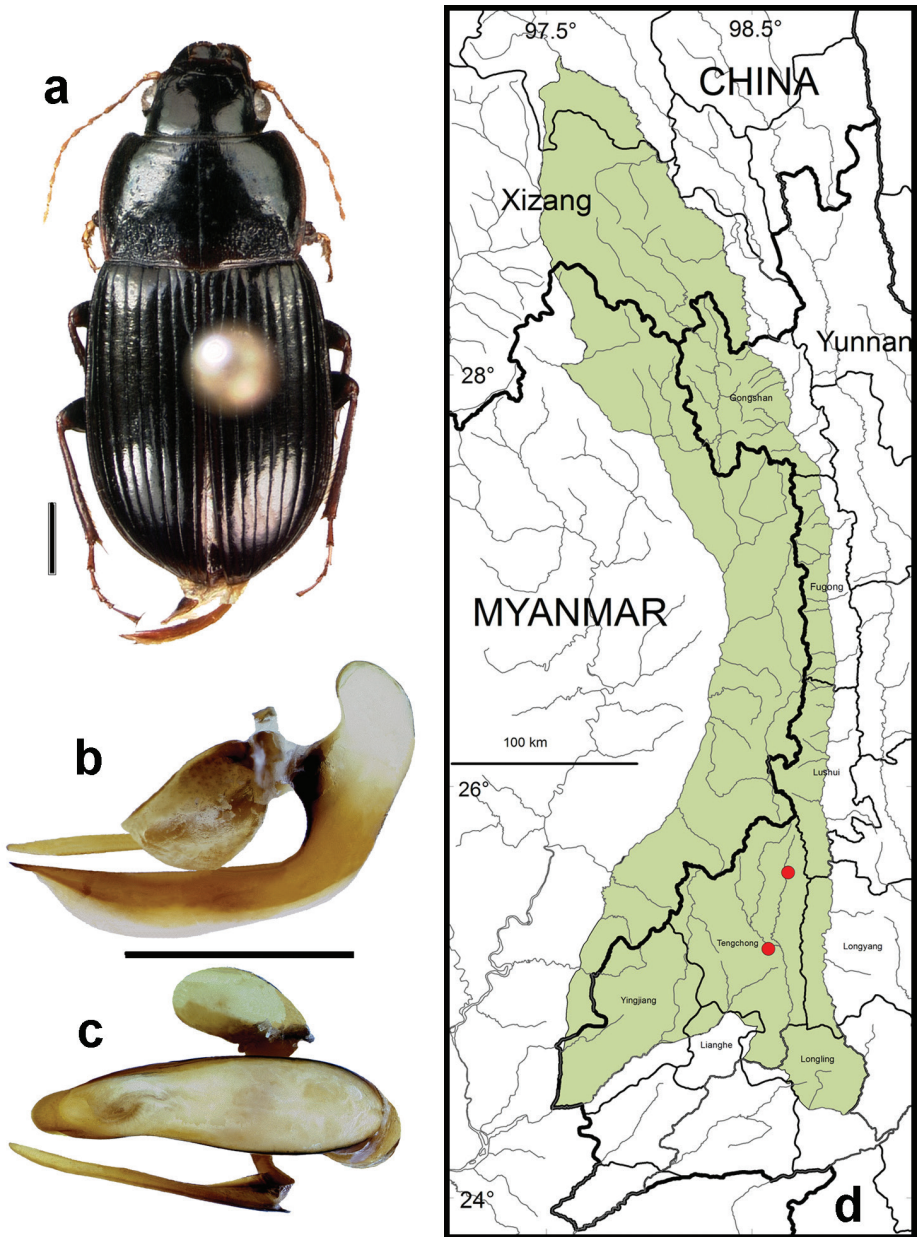 a
b
c
97.5°
98.5°
CHINA
Xizang
Yunnan
28°
Gongshan
Fugong
MYANMAR
100 km
Lushui
26°
Tengchong
Longyang
Yingjiang
Lianghe
Longling
24°
d